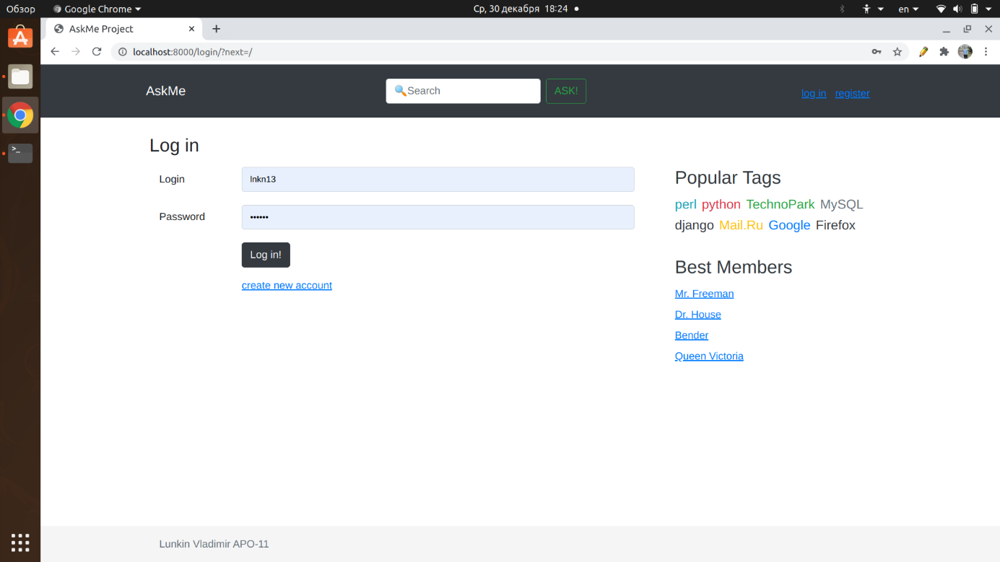 Обзор Google Chrome Ср, 30 декабря 18:24 en
AskMe Project
localhost:8000/login/?next=/
AskMe Search ASK! log in register
Log in
Login lnkn13
Password ••••••
Log in!
create new account
Popular Tags
perl python TechnoPark MySQL
django Mail.Ru Google Firefox
Best Members
Mr. Freeman
Dr. House
Bender
Queen Victoria
Lunkin Vladimir APO-11